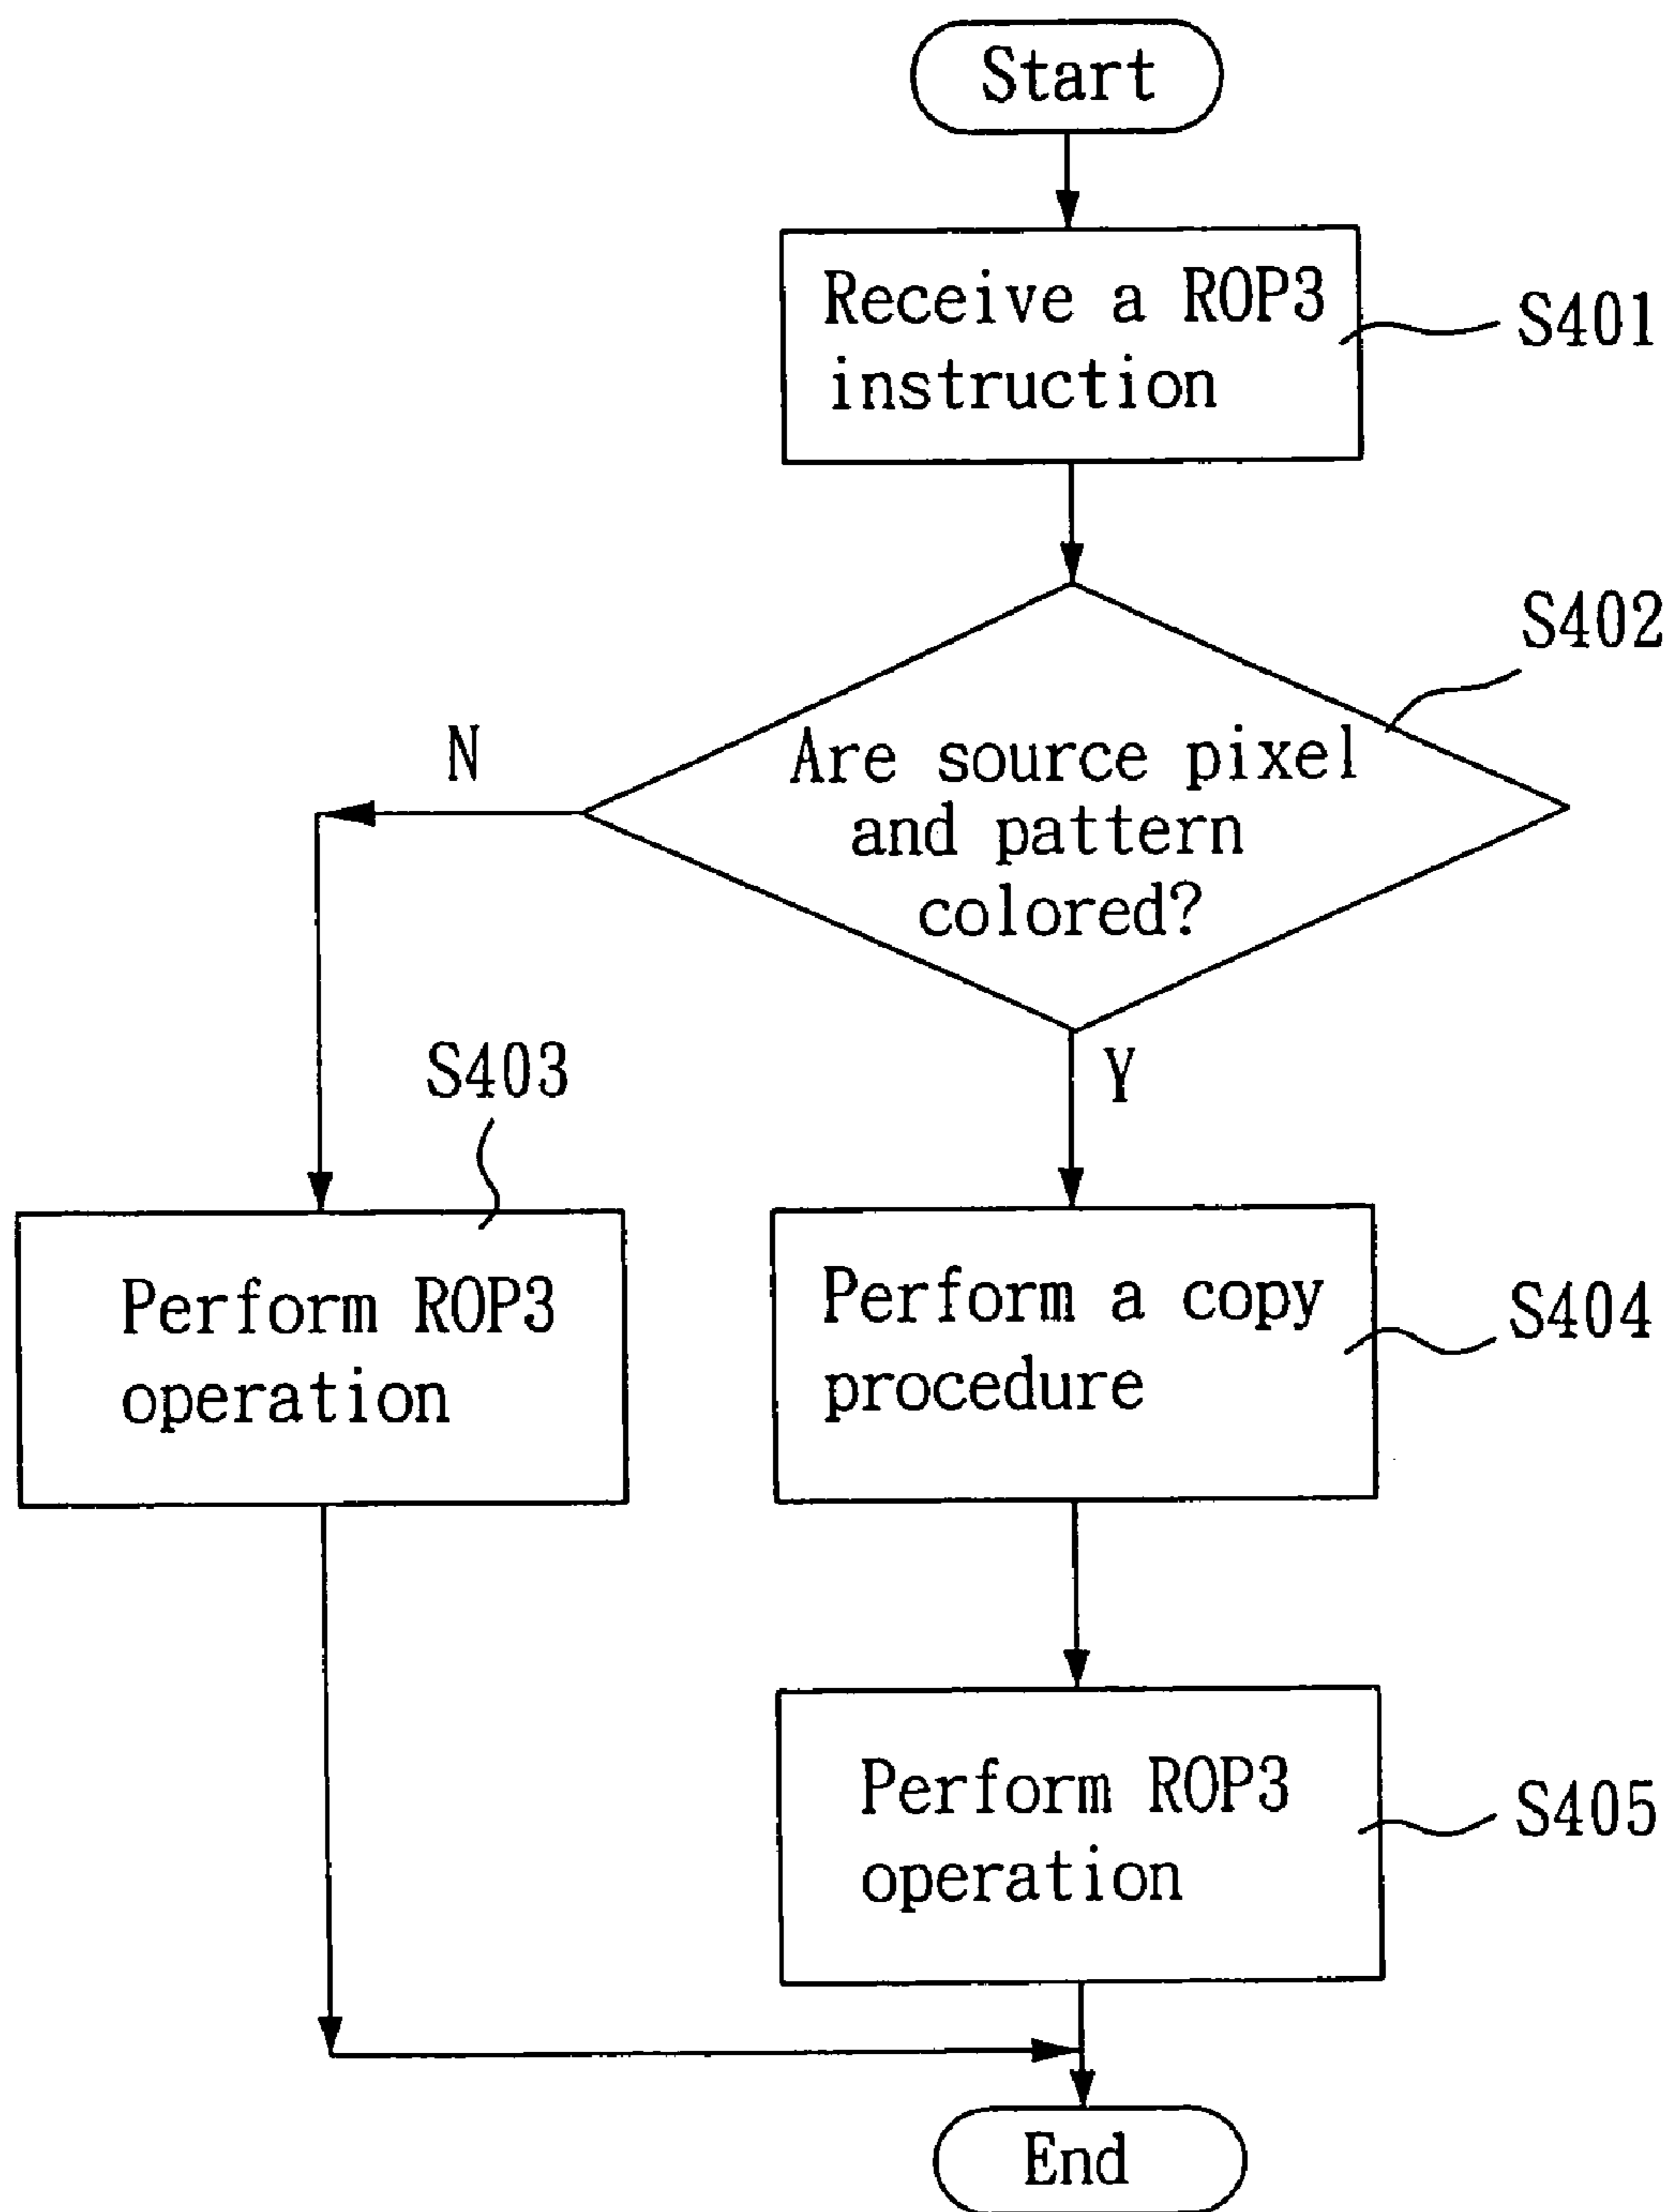 Start
Receive a ROP3
instruction
S401
S402
Are source pixel
and pattern
colored?
N
Y
S403
Perform ROP3
operation
Perform a copy
procedure
S404
Perform ROP3
operation
S405
End